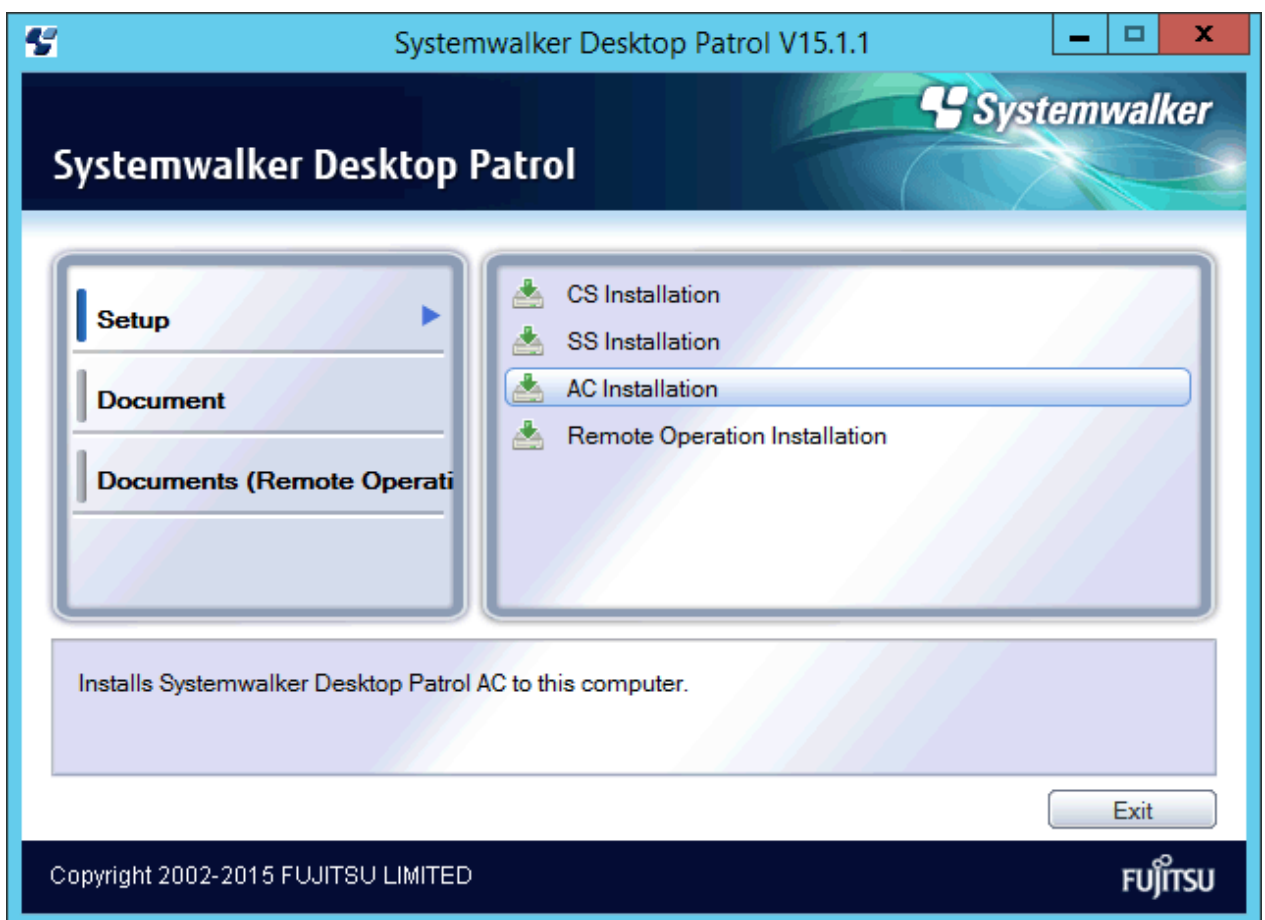 Systemwalker Desktop Patrol V15.1.1
Systemwalker
Systemwalker Desktop Patrol
Setup
Document
Documents (Remote Operati
CS Installation
SS Installation
AC Installation
Remote Operation Installation
Installs Systemwalker Desktop Patrol AC to this computer.
Exit
Copyright 2002-2015 FUJITSU LIMITED
FUJITSU